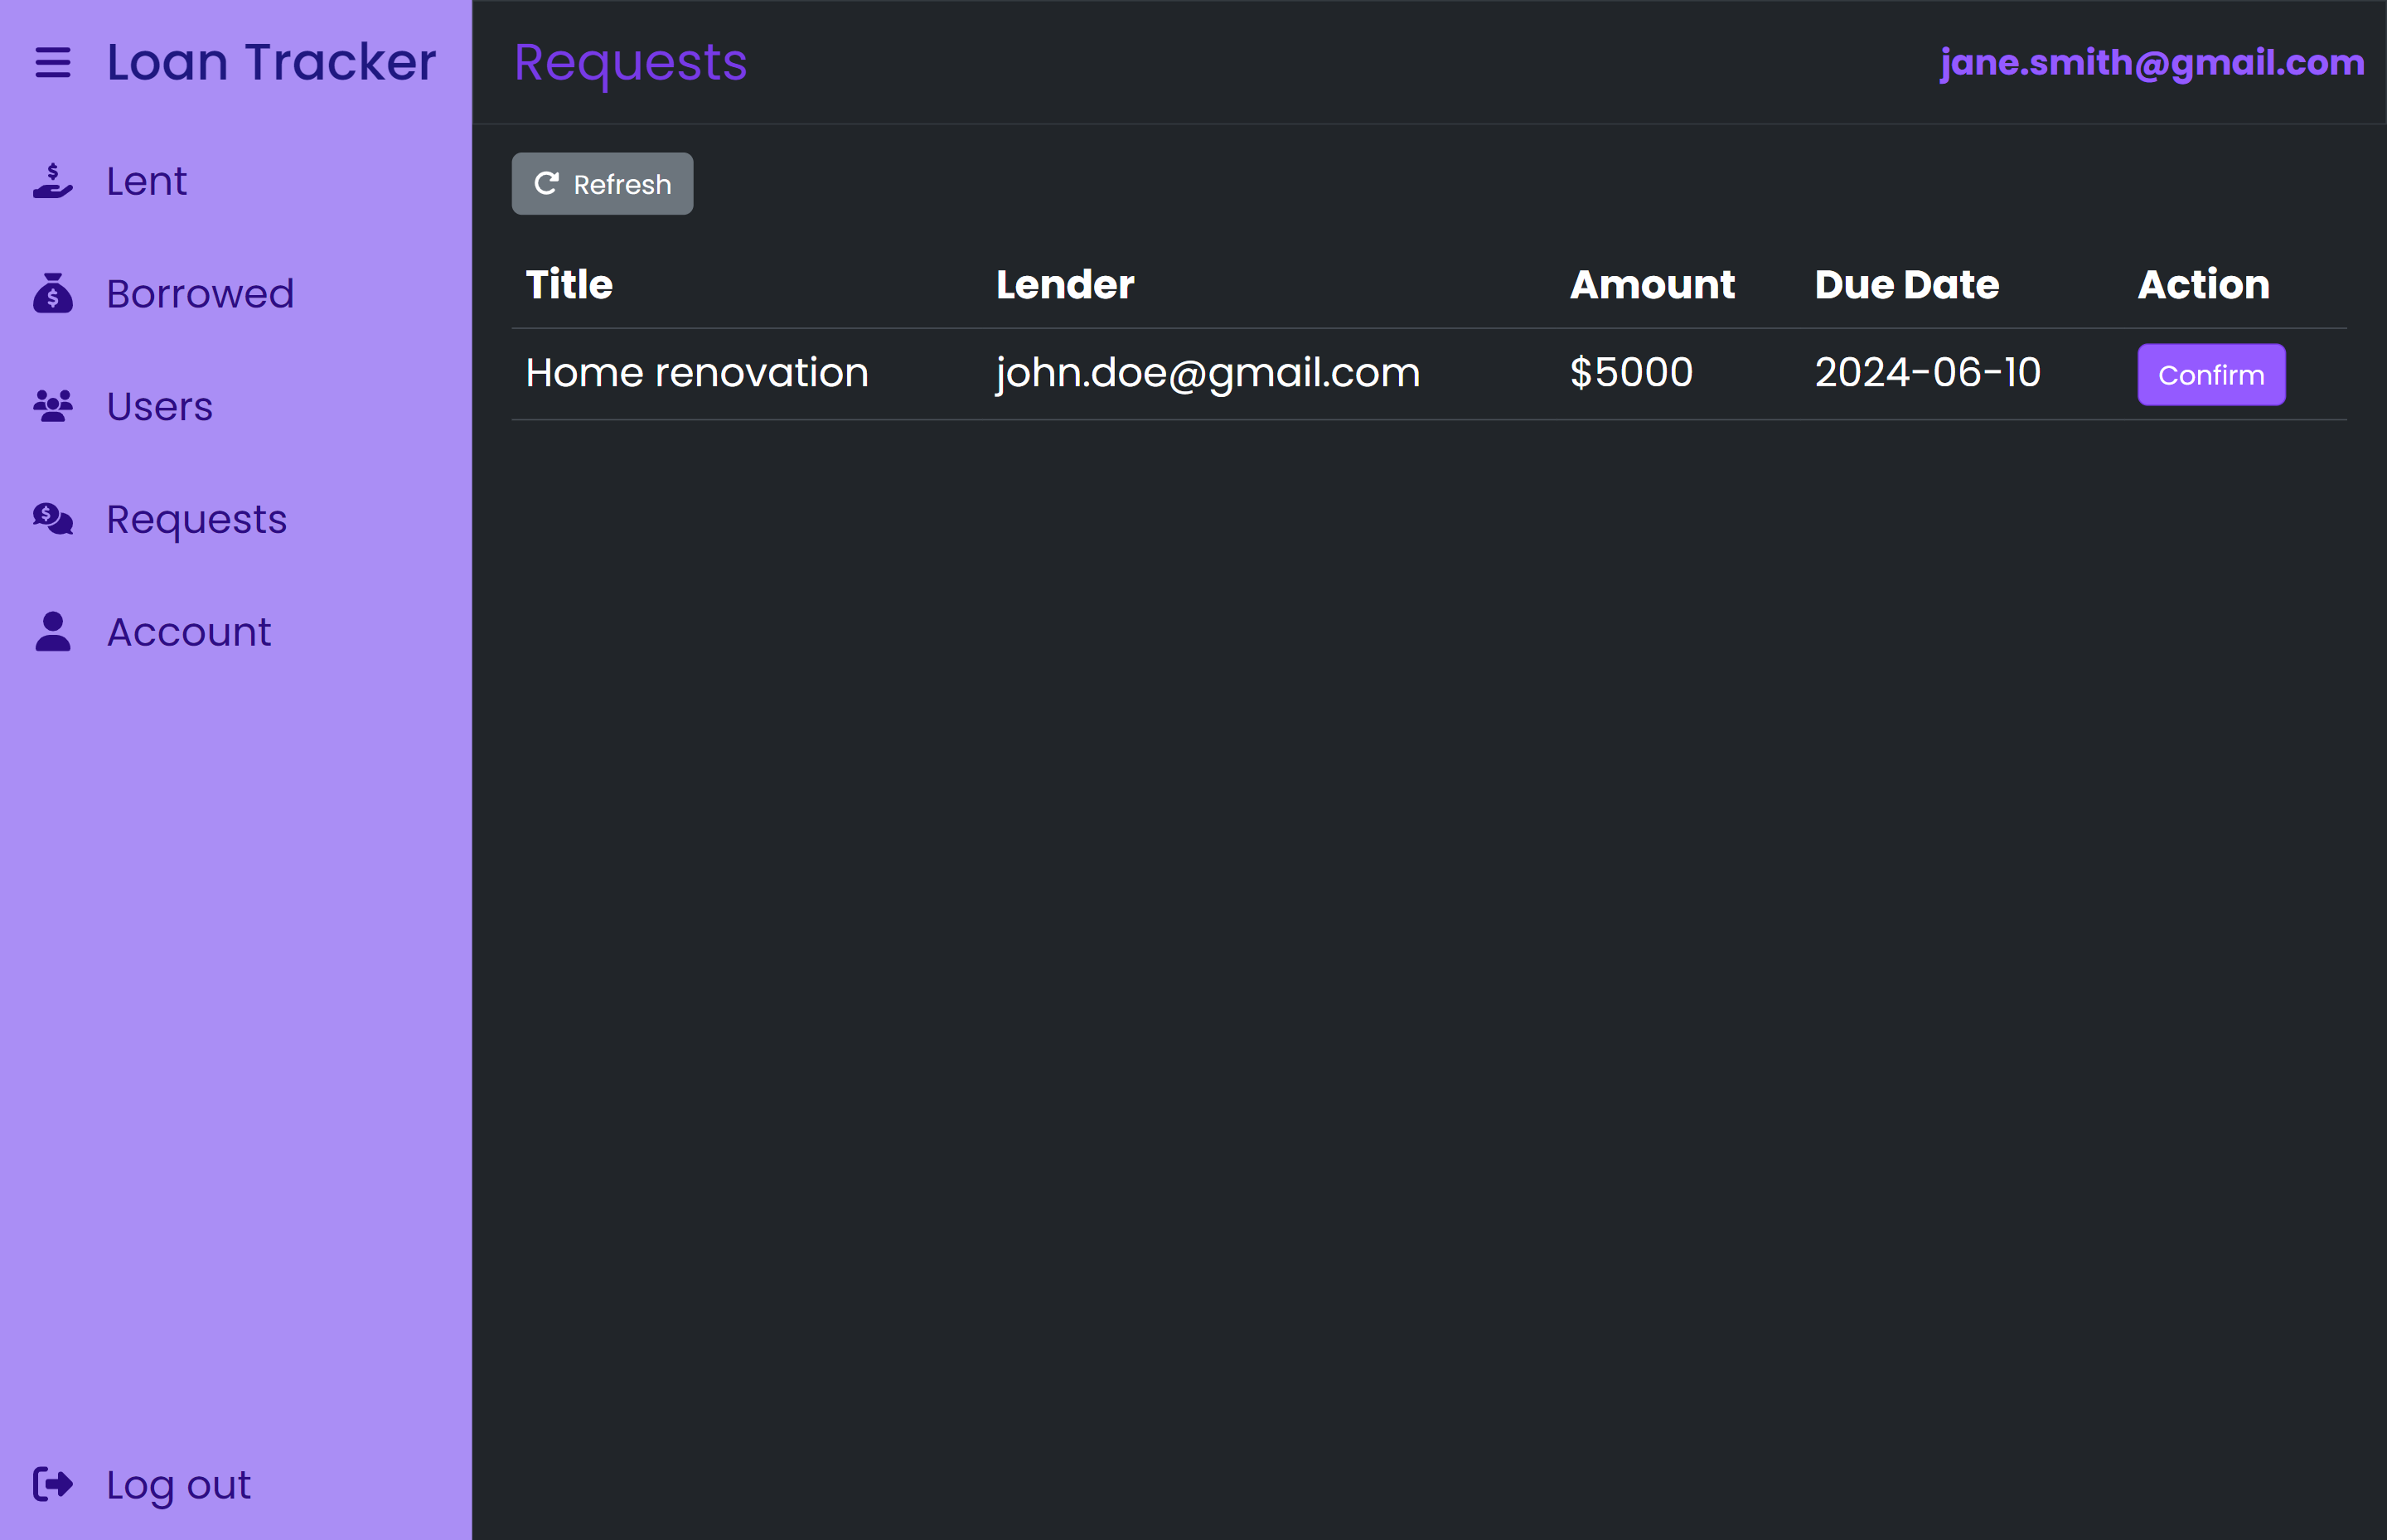 Loan Tracker
Lent
Borrowed
Users
Requests
Account
Log out
Requests
jane.smith@gmail.com
Refresh
Title Lender Amount Due Date Action
Home renovation john.doe@gmail.com $5000 2024-06-10 Confirm